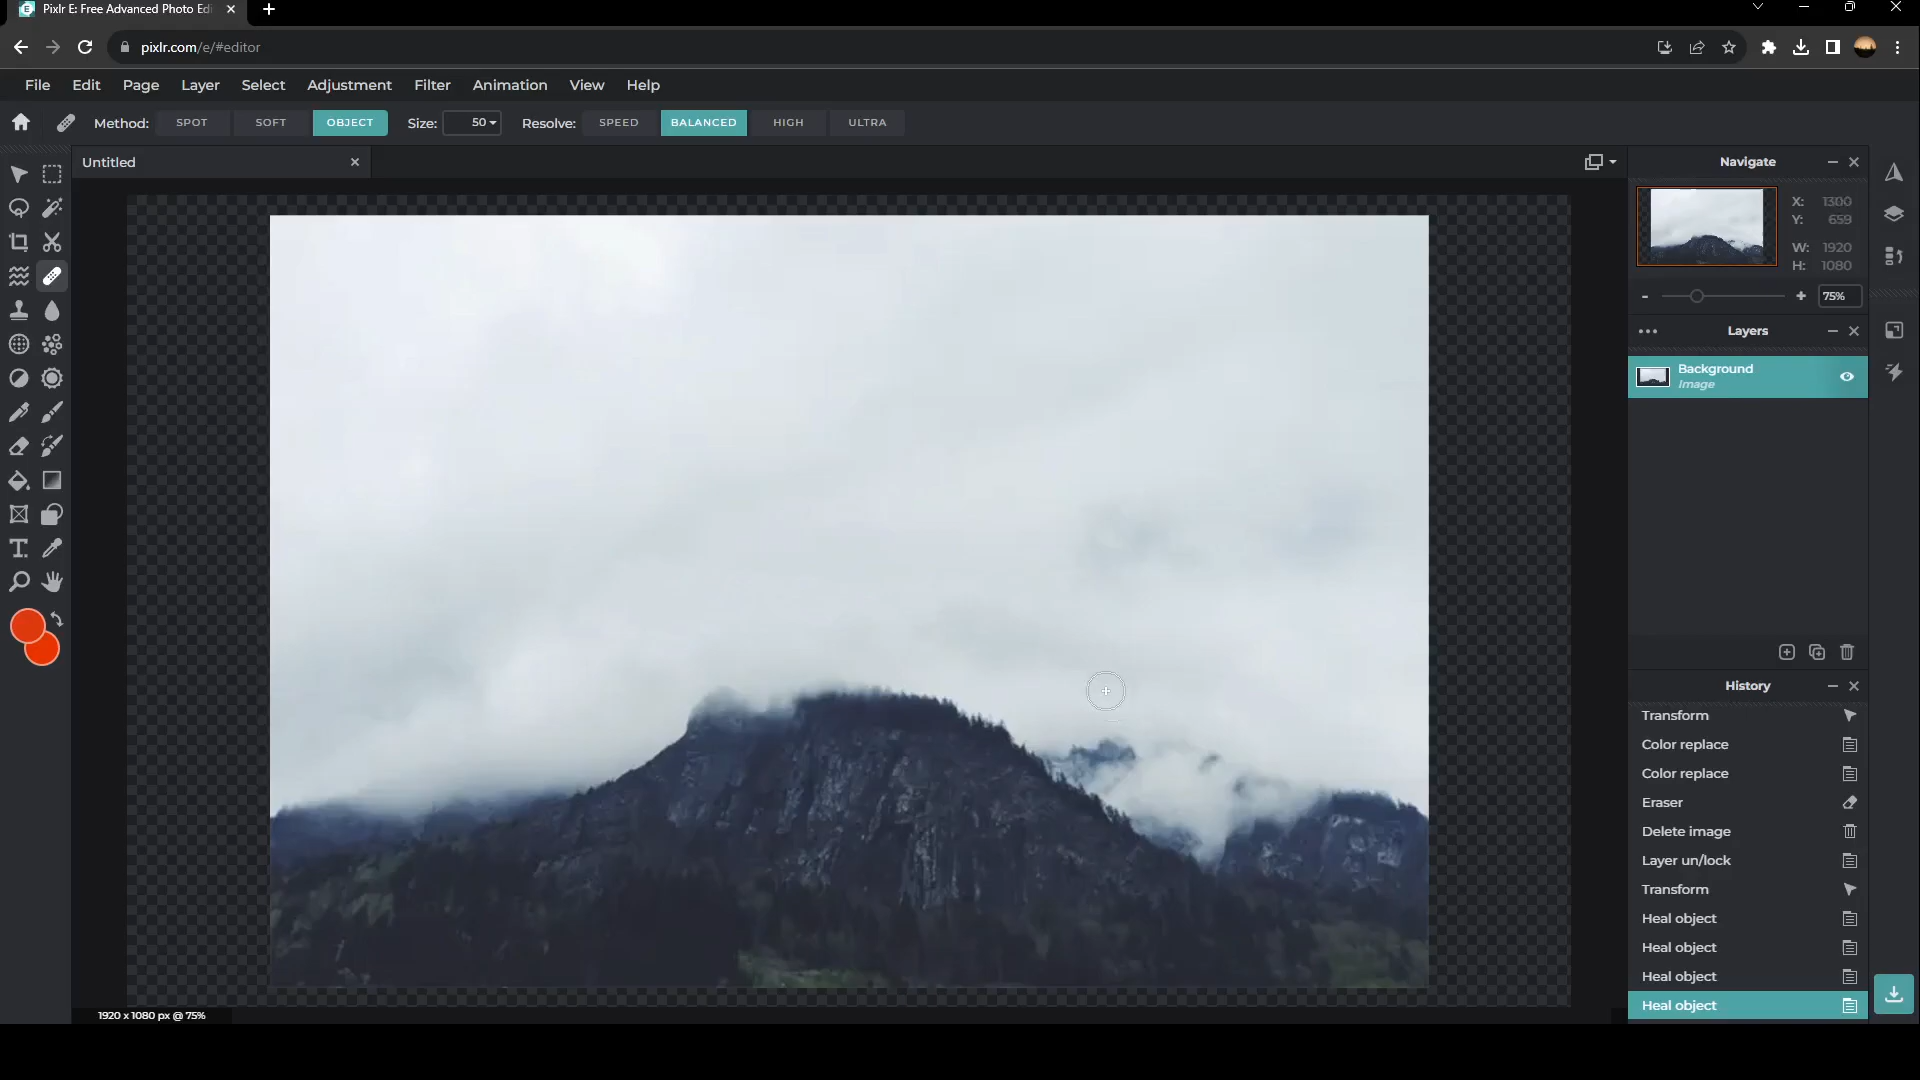 Pixlr E: Free Advanced Photo Edi
pixlr.com/e/#editor
File Edit Page Layer Select Adjustment Filter Animation View Help
Method: SPOT SOFT OBJECT Size: 50 Resolve: SPEED BALANCED HIGH ULTRA
Untitled
Navigate
X: 1300
Y: 659
W: 1920
H: 1080
- + 75%
Layers
Background
Image
History
Transform
Color replace
Color replace
Eraser
Delete image
Layer un/lock
Transform
Heal object
Heal object
Heal object
Heal object
1920 x 1080 px @ 75%